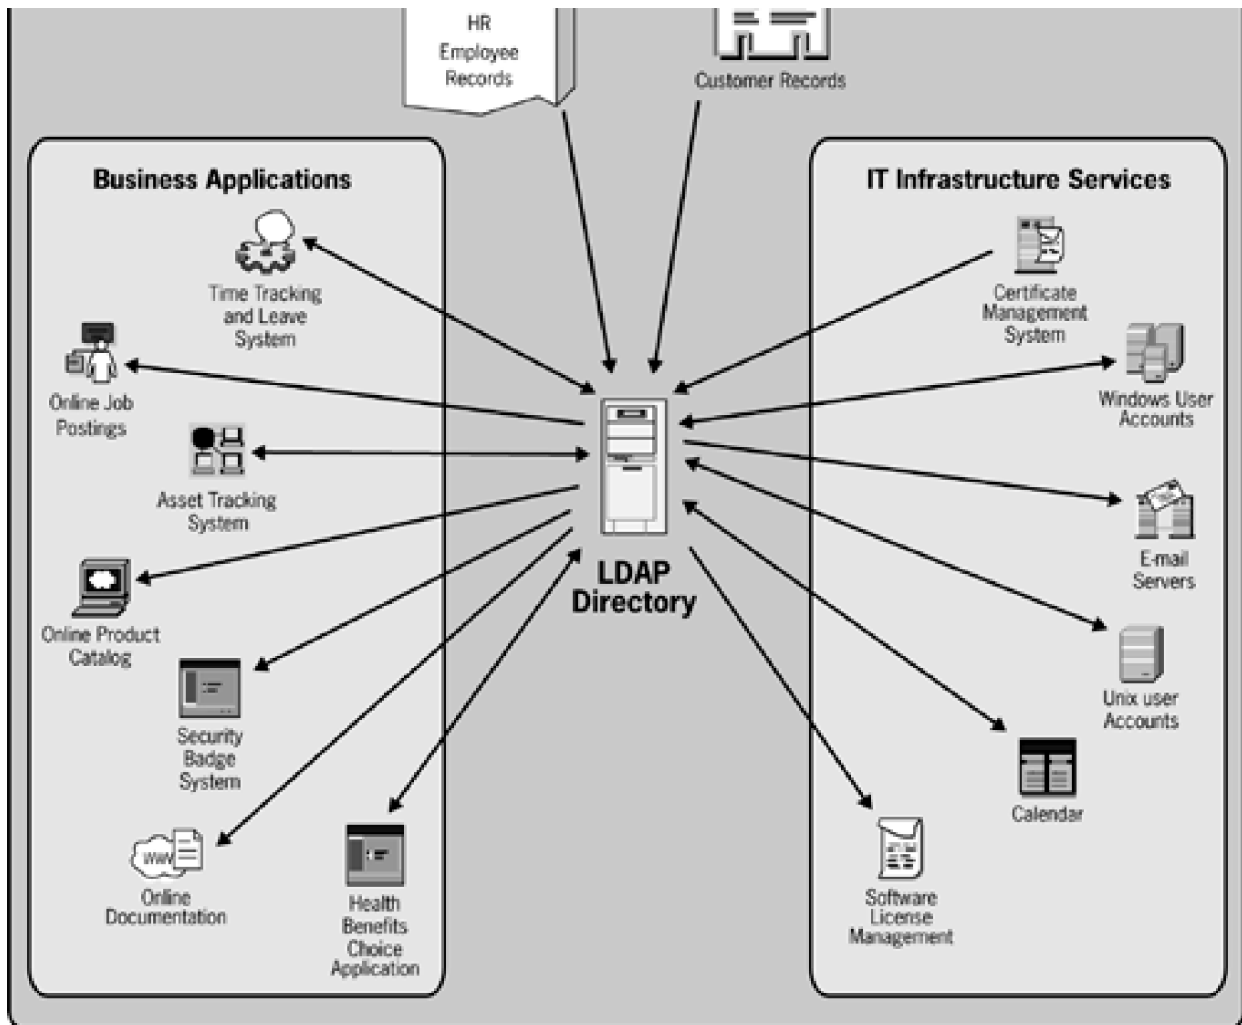 HR
Employee
Records
Customer Records
Business Applications
Time Tracking
and Leave
System
Online Job
Postings
Asset Tracking
System
Online Product
Catalog
Security
Badge
System
WWW
Online
Documentation
Health
Benefits
Choice
Application
LDAP
Directory
IT Infrastructure Services
Certificate
Management
System
Windows User
Accounts
E-mail
Servers
Unix user
Accounts
Calendar
Software
License
Management